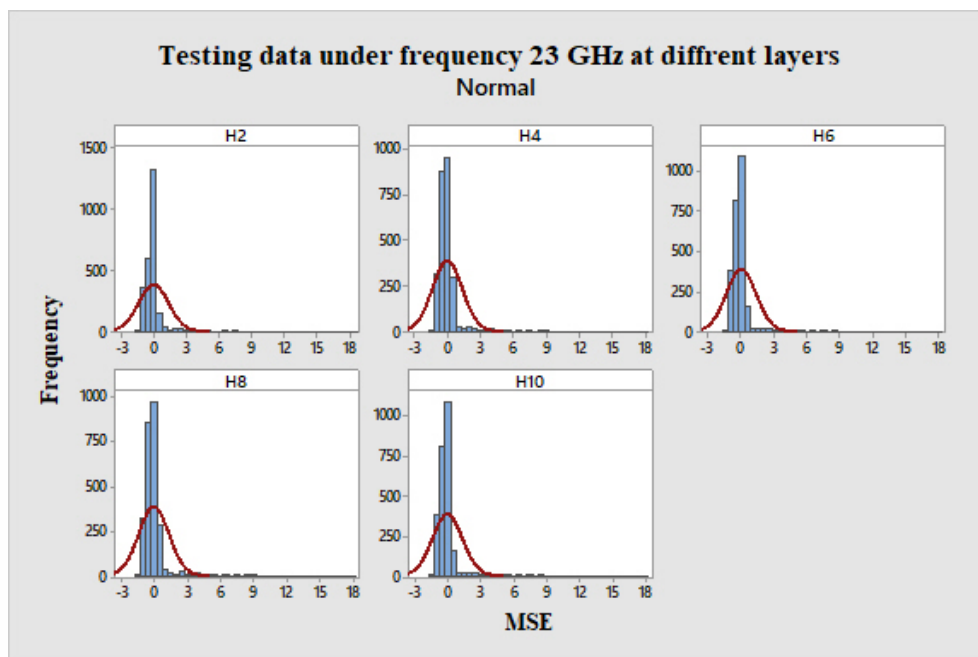 Testing data under frequency 23 GHz at diffrent layers
Normal
H2 H4 H6
1500 1000 500 0
1000 750 500 250 0
1000 750 500 250 0
-3 0 3 6 9 12 15 18
-3 0 3 6 9 12 15 18
-3 0 3 6 9 12 15 18
Frequency
H8 H10
1000 750 500 250 0
1000 750 500 250 0
-3 0 3 6 9 12 15 18
-3 0 3 6 9 12 15 18
MSE